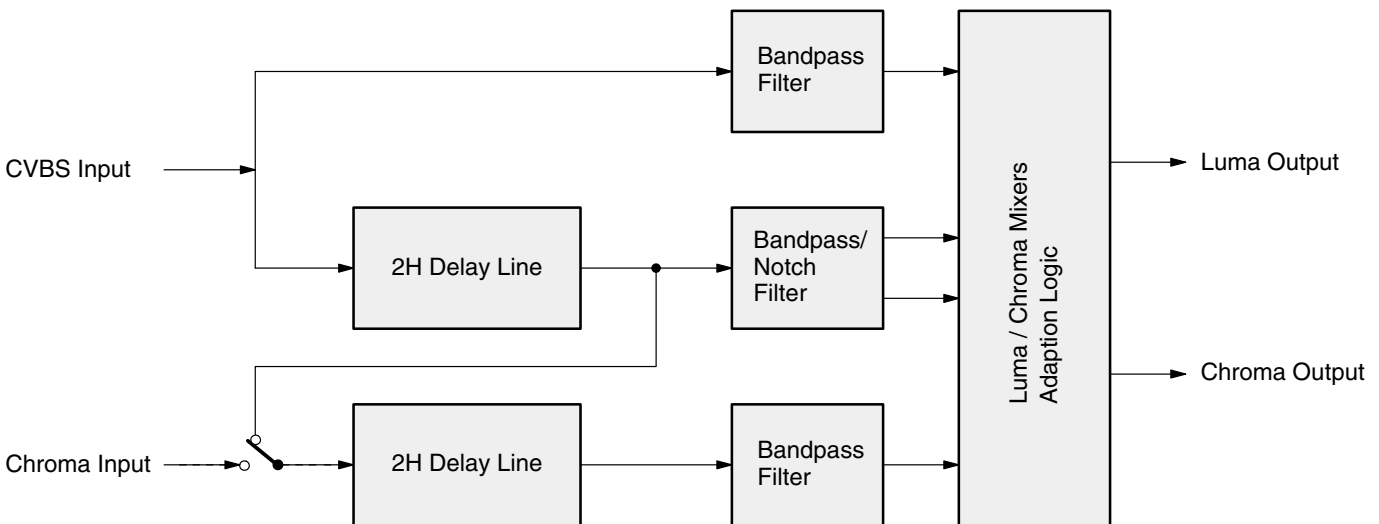 Bandpass
Filter
CVBS Input
2H Delay Line
Bandpass/
Notch
Filter
Luma / Chroma Mixers
Adaption Logic
Luma Output
Chroma Output
Chroma Input
2H Delay Line
Bandpass
Filter